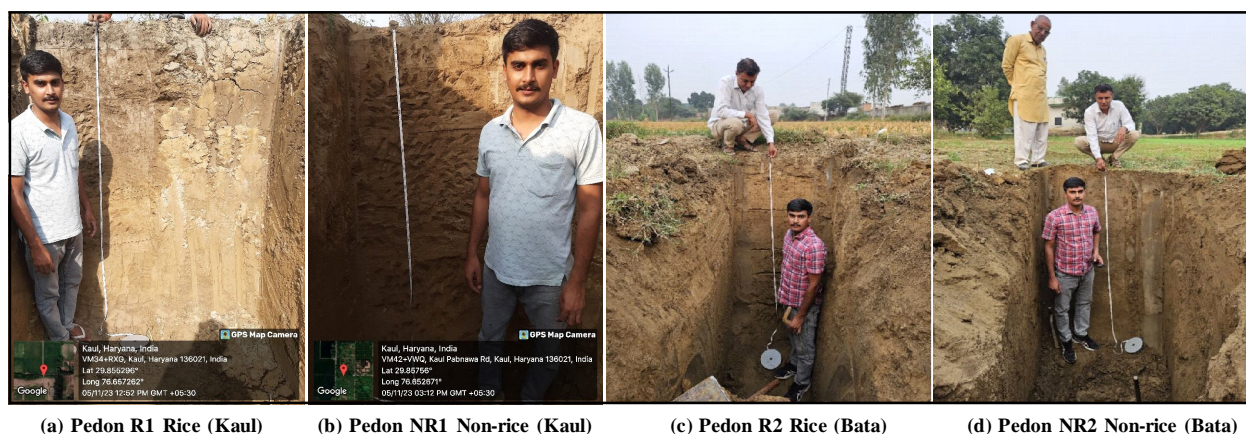 GPS Map Camera
Kaul, Haryana, India
VM34+RXG, Kaul, Haryana 136021, India
Lat 29.855296°
Long 76.657262°
05/11/23 12:52 PM GMT +05:30
Google
GPS Map Camera
Kaul, Haryana, India
VM42+VWQ, Kaul Pabnawa Rd, Kaul, Haryana 136021, India
Lat 29.85756°
Long 76.652671°
05/11/23 03:12 PM GMT +05:30
Google
(a) Pedon R1 Rice (Kaul)
(b) Pedon NR1 Non-rice (Kaul)
(c) Pedon R2 Rice (Bata)
(d) Pedon NR2 Non-rice (Bata)